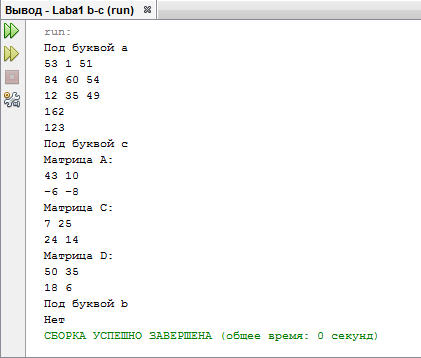 Вывод - Laba1 b-c (run)
run:
Под буквой a
53 1 51
84 60 54
12 35 49
162
123
Под буквой c
Матрица A:
43 10
-6 -8
Матрица C:
7 25
24 14
Матрица D:
50 35
18 6
Под буквой b
Нет
СБОРКА УСПЕШНО ЗАВЕРШЕНА (общее время: 0 секунд)